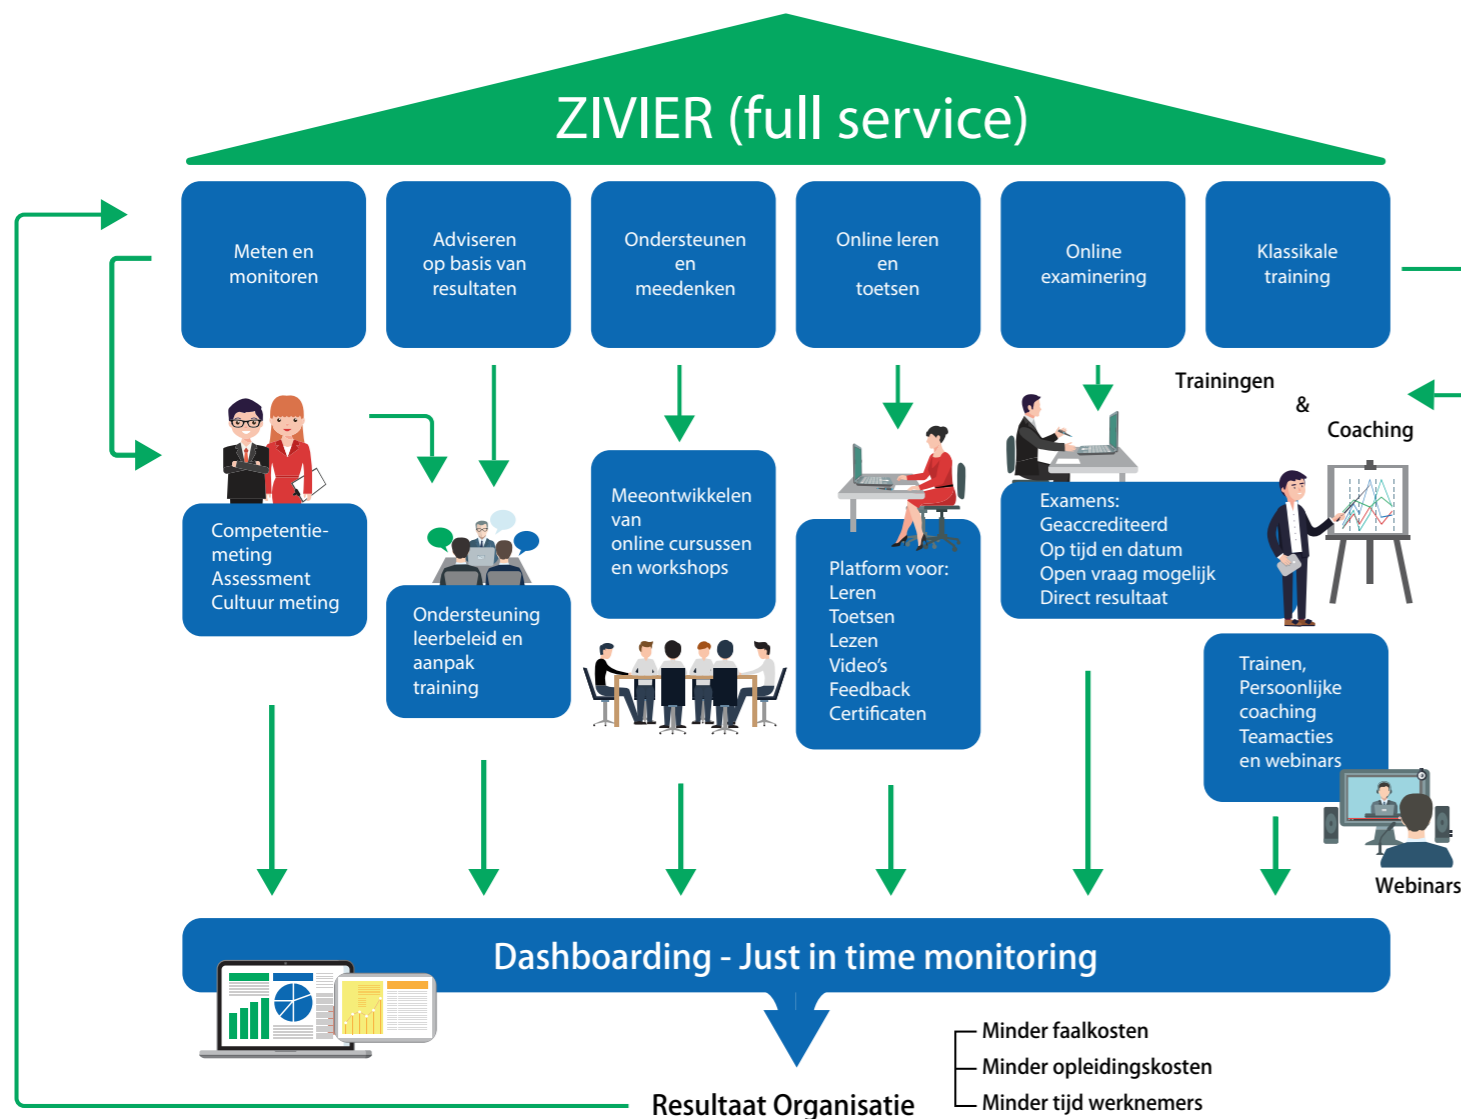 ZIVIER (full service)
Meten en
monitoren
Adviseren
op basis van
resultaten
Ondersteunen
en
meedenken
Online leren
en
toetsen
Online
examinering
Klassikale
training
Trainingen
&
Coaching
Competentie-
meting
Assessment
Cultuur meting
Ondersteuning
leerbeleid en
aanpak
training
Meeontwikkelen
van
online cursussen
en workshops
Platform voor:
Leren
Toetsen
Lezen
Video's
Feedback
Certificaten
Examens:
Geaccrediteerd
Op tijd en datum
Open vraag mogelijk
Direct resultaat
Trainen,
Persoonlijke
coaching
Teamacties
en webinars
Webinars
Dashboarding - Just in time monitoring
Resultaat Organisatie
Minder faalkosten
Minder opleidingskosten
Minder tijd werknemers